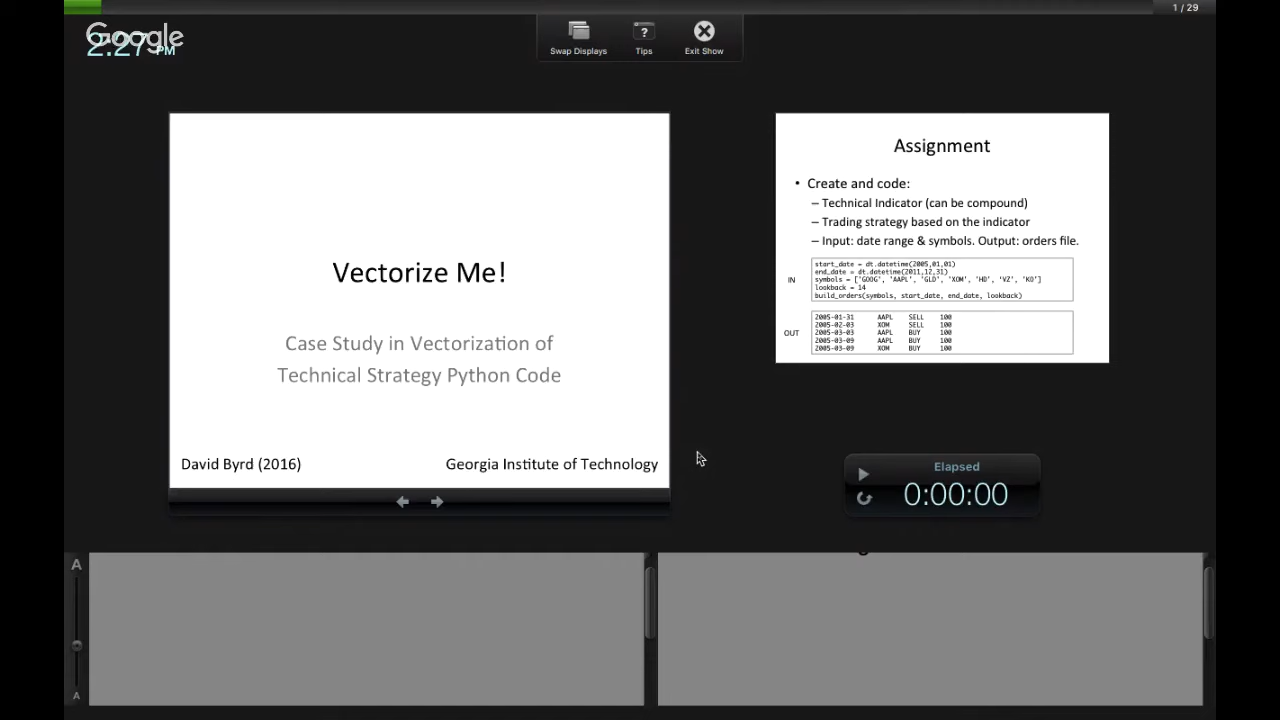 1 / 29
Google
2:27 PM
Swap Displays
Tips
Exit Show
Vectorize Me!
Case Study in Vectorization of
Technical Strategy Python Code
David Byrd (2016)
Georgia Institute of Technology
Assignment
• Create and code:
– Technical Indicator (can be compound)
– Trading strategy based on the indicator
– Input: date range & symbols. Output: orders file.
IN
start_date = dt.datetime(2005,01,01)
end_date = dt.datetime(2011,12,31)
symbols = ['GOOG', 'AAPL', 'GLD', 'XOM', 'HD', 'VZ', 'KO']
lookback = 14
build_orders(symbols, start_date, end_date, lookback)
OUT
2005-01-31 AAPL SELL 100
2005-02-03 XOM SELL 100
2005-03-03 AAPL BUY 100
2005-03-09 AAPL BUY 100
2005-03-09 XOM BUY 100
Elapsed
0:00:00
A
A